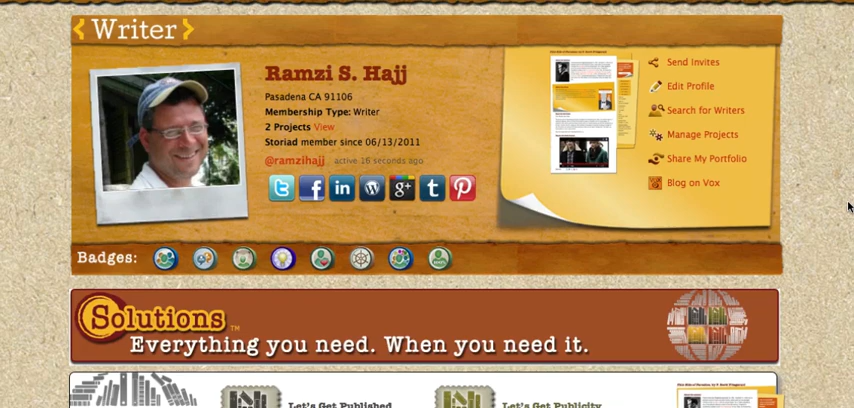 { Writer }
Ramzi S. Hajj
Pasadena CA 91106
Membership Type: Writer
2 Projects View
Storiad member since 06/13/2011
@ramzihajj active 16 seconds ago
Send Invites
Edit Profile
Search for Writers
Manage Projects
Share My Portfolio
Blog on Vox
Badges:
Solutions™
Everything you need. When you need it.
Let's Get Published
Let's Get Publicity